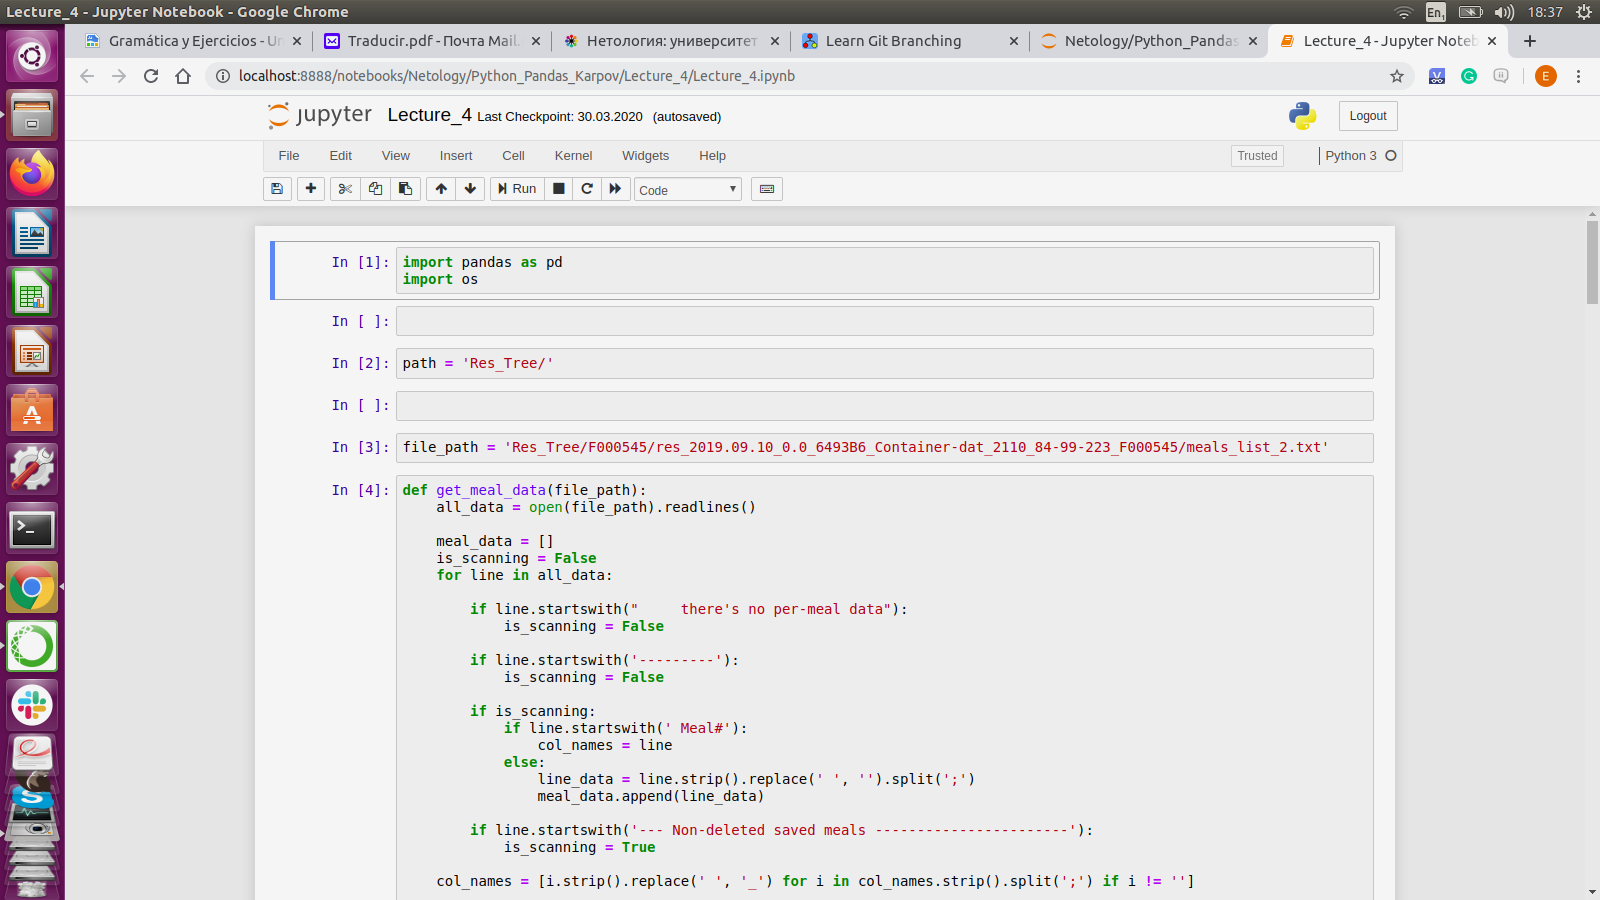 Lecture_4 - Jupyter Notebook - Google Chrome
En1
18:37
Gramática y Ejercicios - Un
Traducir.pdf - Почта Mail.
Нетология: университет
Learn Git Branching
Netology/Python_Pandas
Lecture_4 - Jupyter Noteb
localhost:8888/notebooks/Netology/Python_Pandas_Karpov/Lecture_4/Lecture_4.ipynb
E
jupyter Lecture_4 Last Checkpoint: 30.03.2020 (autosaved)
Logout
File Edit View Insert Cell Kernel Widgets Help
Trusted
Python 3
Run
Code
In [1]: import pandas as pd
import os
In [ ]:
In [2]: path = 'Res_Tree/'
In [ ]:
In [3]: file_path = 'Res_Tree/F000545/res_2019.09.10_0.0_6493B6_Container-dat_2110_84-99-223_F000545/meals_list_2.txt'
In [4]: def get_meal_data(file_path):
    all_data = open(file_path).readlines()
    meal_data = []
    is_scanning = False
    for line in all_data:
        if line.startswith("     there's no per-meal data"):
            is_scanning = False
        if line.startswith('---------'):
            is_scanning = False
        if is_scanning:
            if line.startswith(' Meal#'):
                col_names = line
            else:
                line_data = line.strip().replace(' ', '').split(';')
                meal_data.append(line_data)
        if line.startswith('--- Non-deleted saved meals -----------------------'):
            is_scanning = True
    col_names = [i.strip().replace(' ', '_') for i in col_names.strip().split(';') if i != '']